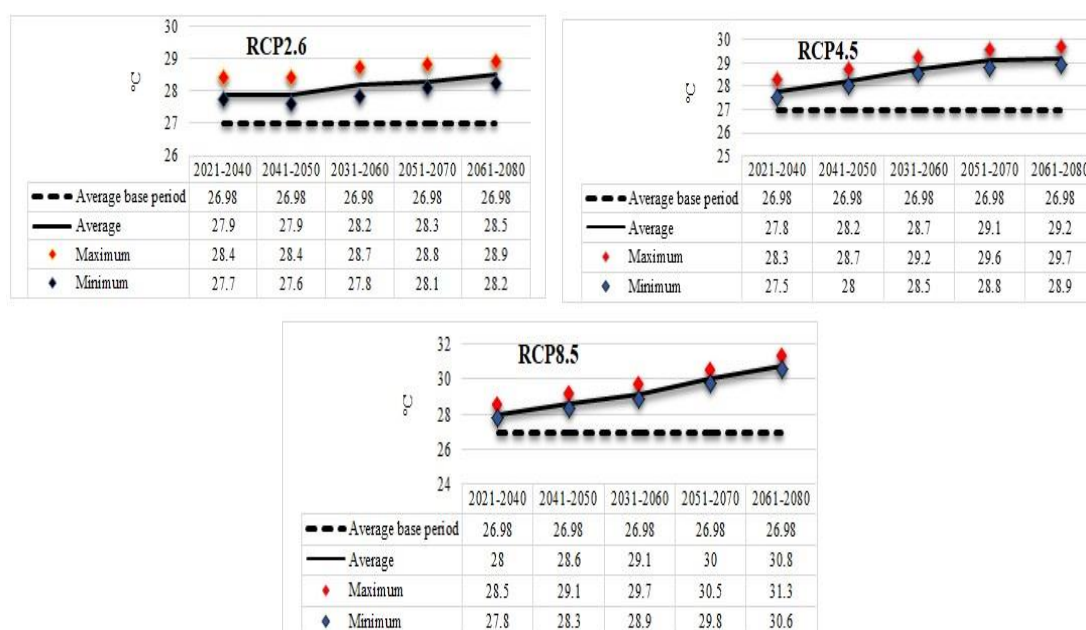 RCP2.6
°C
30
29
28
27
26
2021-2040 2041-2050 2031-2060 2051-2070 2061-2080
Average base period 26.98 26.98 26.98 26.98 26.98
Average 27.9 27.9 28.2 28.3 28.5
Maximum 28.4 28.4 28.7 28.8 28.9
Minimum 27.7 27.6 27.8 28.1 28.2
RCP4.5
°C
30
29
28
27
26
25
2021-2040 2041-2050 2031-2060 2051-2070 2061-2080
Average base period 26.98 26.98 26.98 26.98 26.98
Average 27.8 28.2 28.7 29.1 29.2
Maximum 28.3 28.7 29.2 29.6 29.7
Minimum 27.5 28 28.5 28.8 28.9
RCP8.5
°C
32
30
28
26
24
2021-2040 2041-2050 2031-2060 2051-2070 2061-2080
Average base period 26.98 26.98 26.98 26.98 26.98
Average 28 28.6 29.1 30 30.8
Maximum 28.5 29.1 29.7 30.5 31.3
Minimum 27.8 28.3 28.9 29.8 30.6